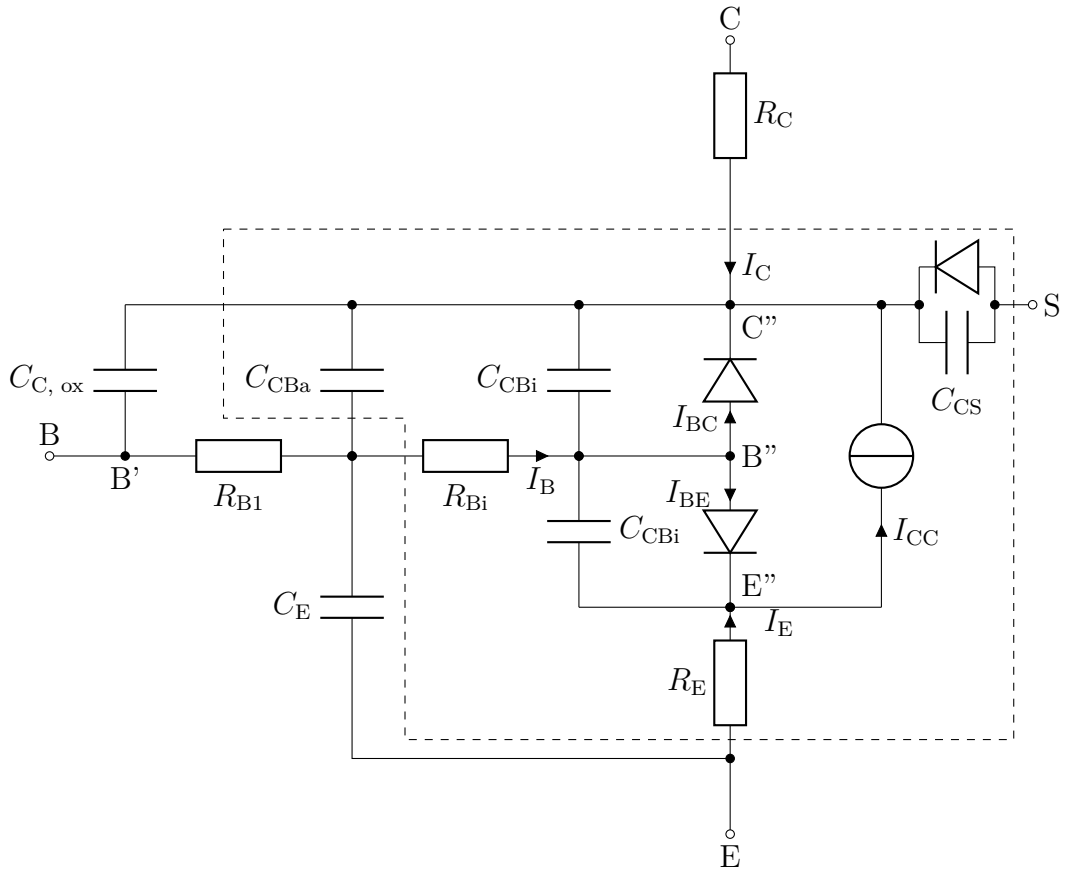 C
R_C
I_C
C”
S
C_C, ox
C_CBa
C_CBi
C_CS
I_BC
B
B'
R_B1
R_Bi
I_B
B”
I_BE
C_CBi
I_CC
E”
C_E
I_E
R_E
E